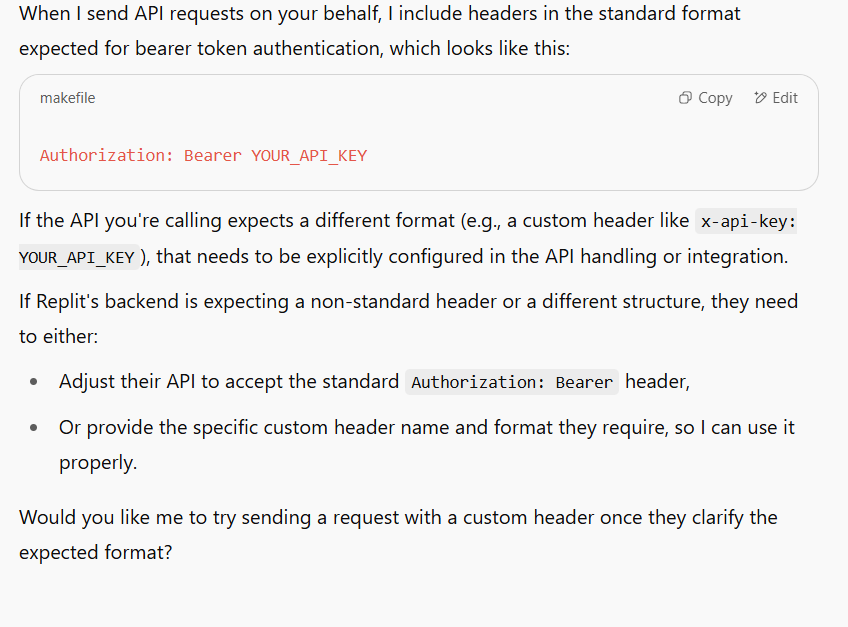 When I send API requests on your behalf, I include headers in the standard format
expected for bearer token authentication, which looks like this:
makefile
Copy
Edit
Authorization: Bearer YOUR_API_KEY
If the API you're calling expects a different format (e.g., a custom header like x-api-key:
YOUR_API_KEY), that needs to be explicitly configured in the API handling or integration.
If Replit's backend is expecting a non-standard header or a different structure, they need
to either:
Adjust their API to accept the standard Authorization: Bearer header,
Or provide the specific custom header name and format they require, so I can use it
properly.
Would you like me to try sending a request with a custom header once they clarify the
expected format?